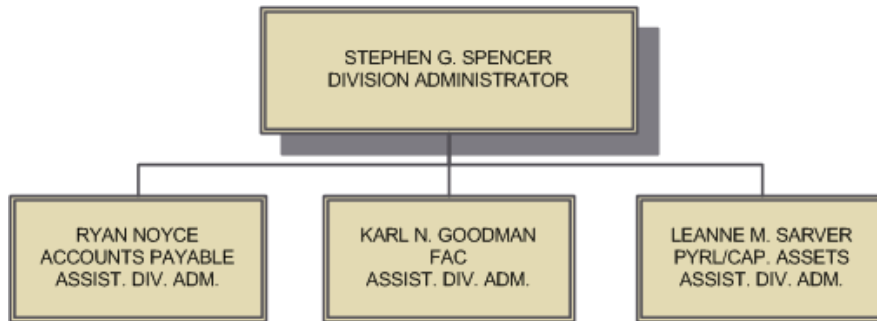 STEPHEN G. SPENCER
DIVISION ADMINISTRATOR
RYAN NOYCE
ACCOUNTS PAYABLE
ASSIST. DIV. ADM.
KARL N. GOODMAN
FAC
ASSIST. DIV. ADM.
LEANNE M. SARVER
PYRL/CAP. ASSETS
ASSIST. DIV. ADM.